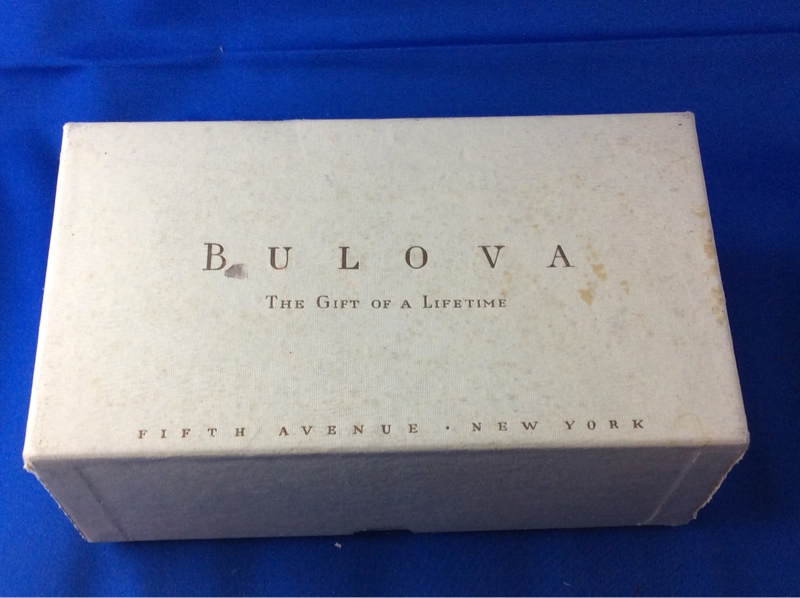 BULOVA
THE GIFT OF A LIFETIME
FIFTH AVENUE · NEW YORK